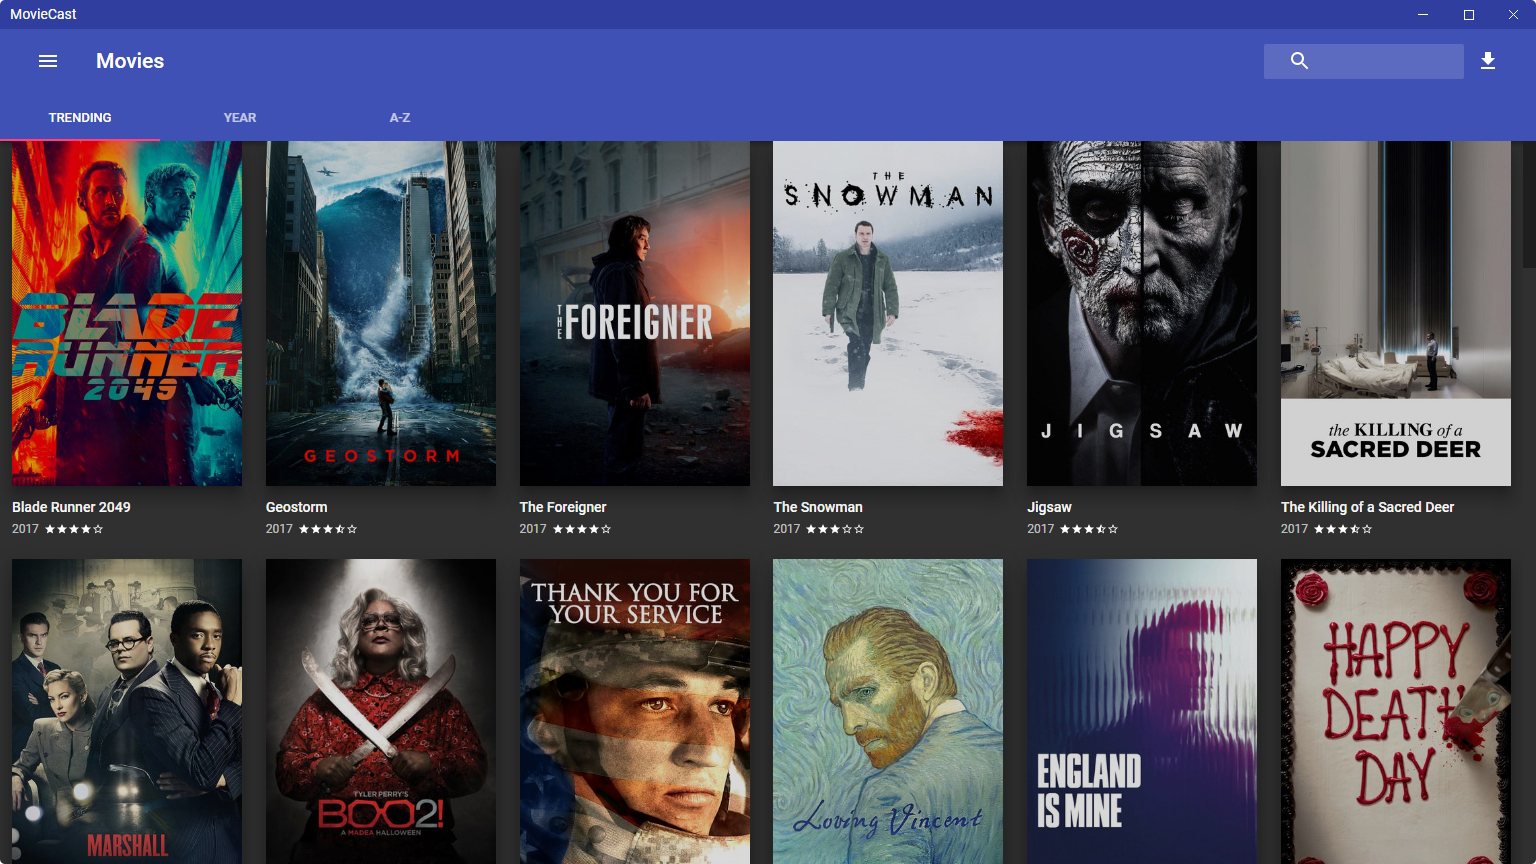 MovieCast
Movies
TRENDING
YEAR
A-Z
BLADE
RUNNER
2049
GEOSTORM
THE
FOREIGNER
THE
SNOWMAN
JIGSAW
the KILLING of a
SACRED DEER
Blade Runner 2049
2017
Geostorm
2017
The Foreigner
2017
The Snowman
2017
Jigsaw
2017
The Killing of a Sacred Deer
2017
MARSHALL
TYLER PERRY'S
BOO2!
A MADEA HALLOWEEN
THANK YOU FOR
YOUR SERVICE
Loving Vincent
ENGLAND
IS MINE
HAPPY
DEATH
DAY